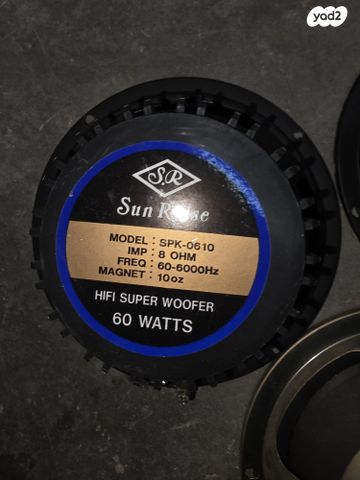 yad2
S.R
Sun Rise
MODEL : SPK-0610
IMP : 8 OHM
FREQ : 60-6000Hz
MAGNET : 10oz
HIFI SUPER WOOFER
60 WATTS